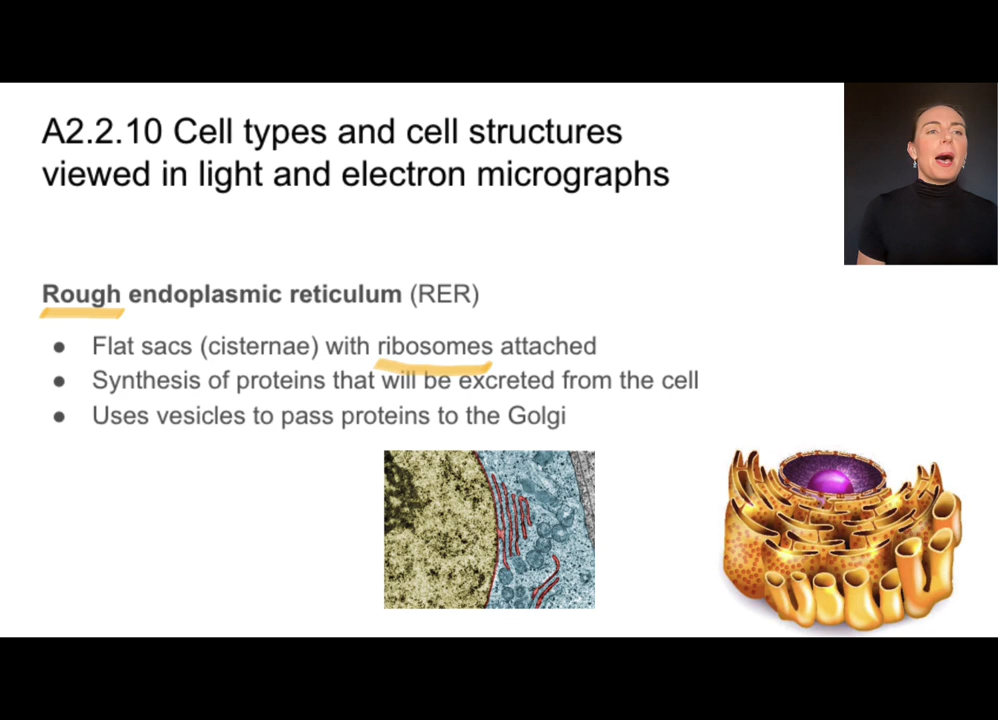 A2.2.10 Cell types and cell structures
viewed in light and electron micrographs
Rough endoplasmic reticulum (RER)
● Flat sacs (cisternae) with ribosomes attached
● Synthesis of proteins that will be excreted from the cell
● Uses vesicles to pass proteins to the Golgi